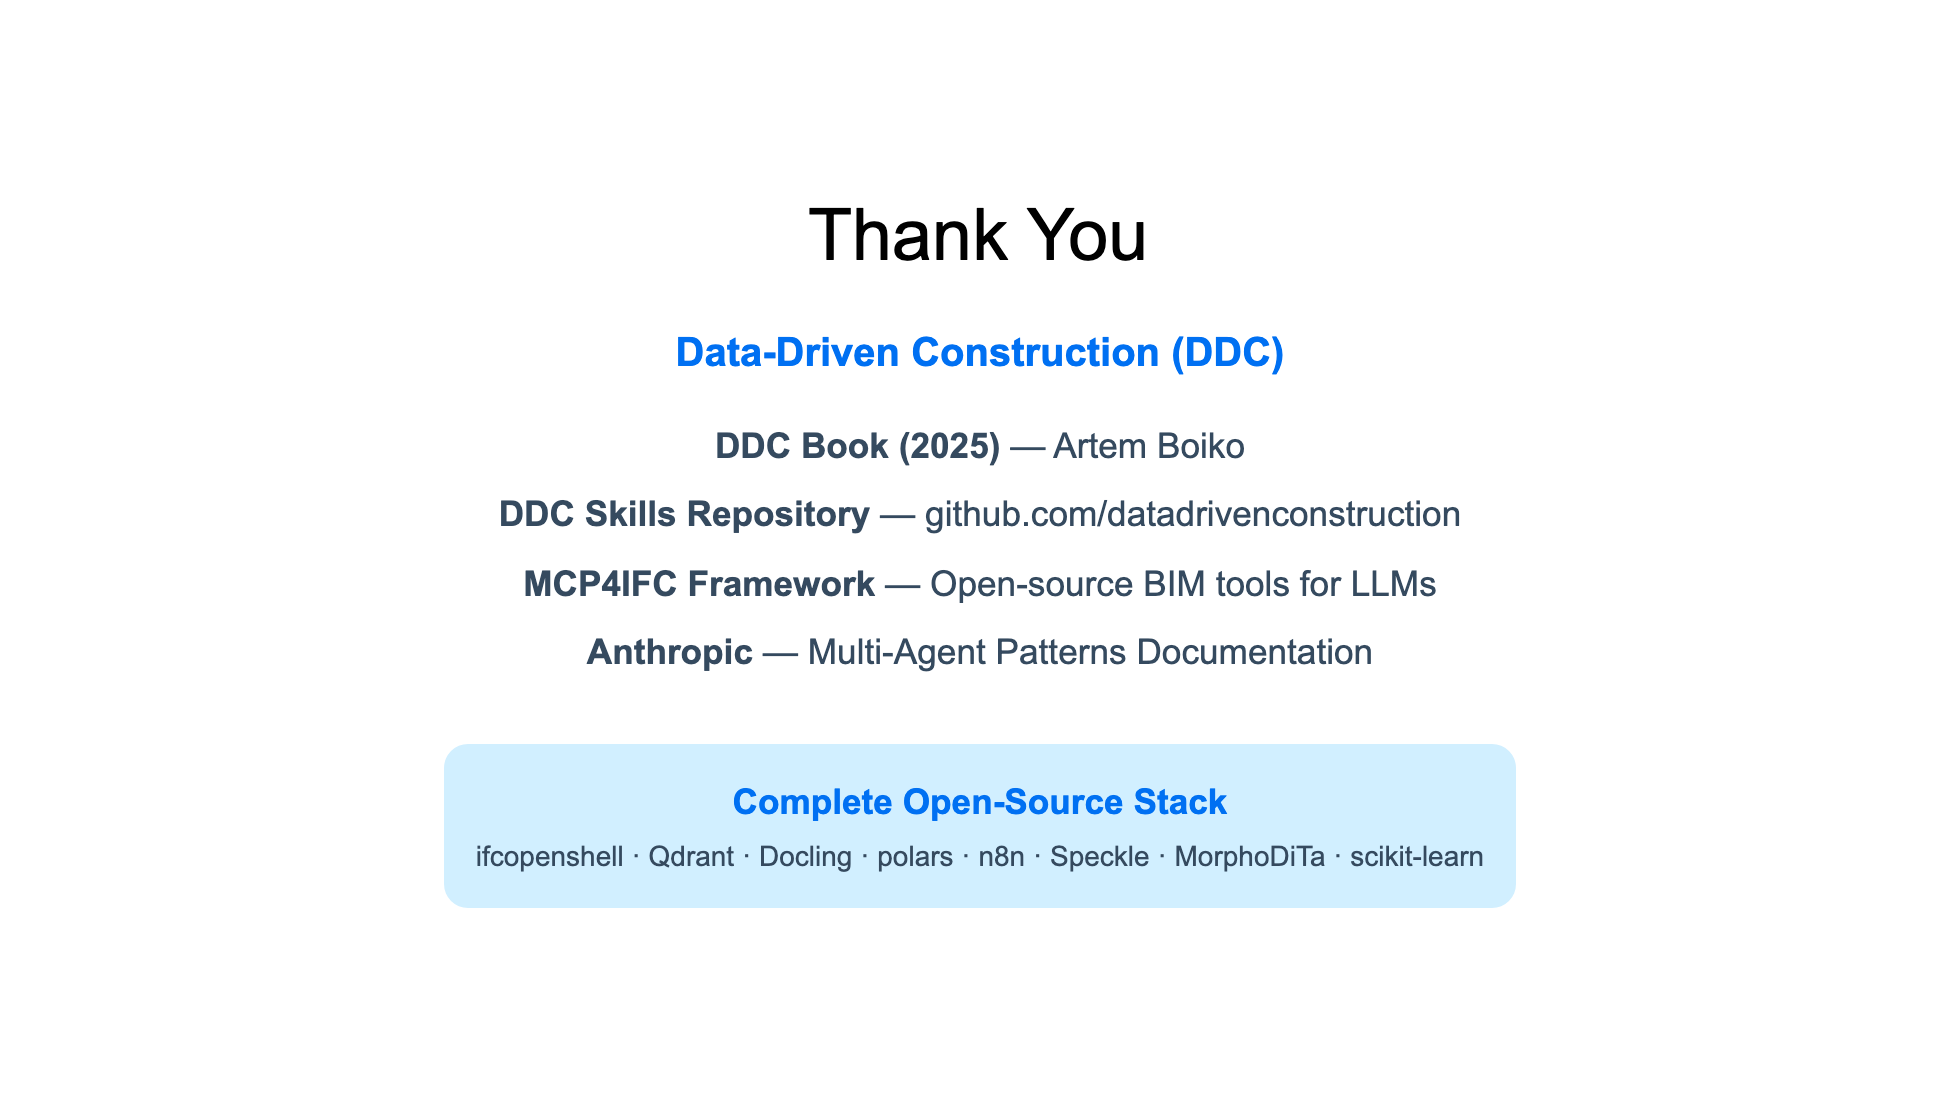 Thank You
Data-Driven Construction (DDC)
DDC Book (2025) — Artem Boiko
DDC Skills Repository — github.com/datadrivenconstruction
MCP4IFC Framework — Open-source BIM tools for LLMs
Anthropic — Multi-Agent Patterns Documentation
Complete Open-Source Stack
ifcopenshell · Qdrant · Docling · polars · n8n · Speckle · MorphoDiTa · scikit-learn